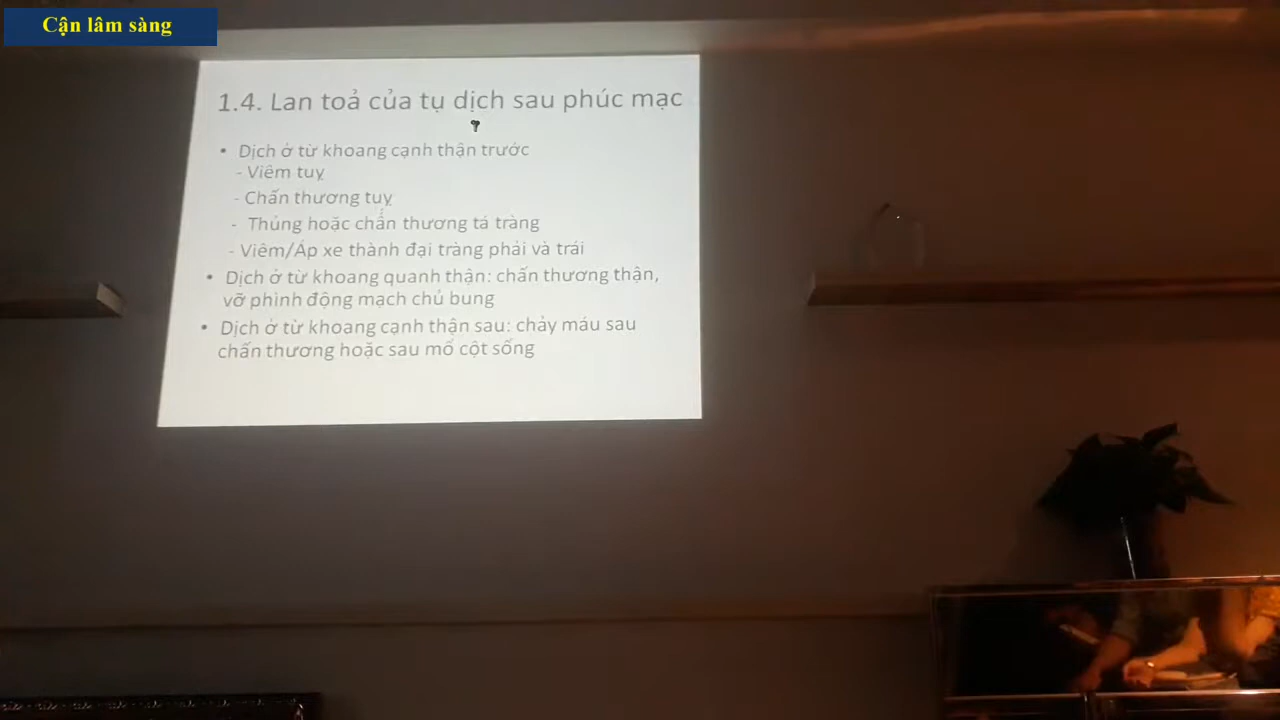 Cận lâm sàng
1.4. Lan toả của tụ dịch sau phúc mạc
• Dịch ở từ khoang cạnh thận trước
- Viêm tuỵ
- Chấn thương tuỵ
- Thủng hoặc chấn thương tá tràng
- Viêm/Áp xe thành đại tràng phải và trái
• Dịch ở từ khoang quanh thận: chấn thương thận,
vỡ phình động mạch chủ bụng
• Dịch ở từ khoang cạnh thận sau: chảy máu sau
chấn thương hoặc sau mổ cột sống